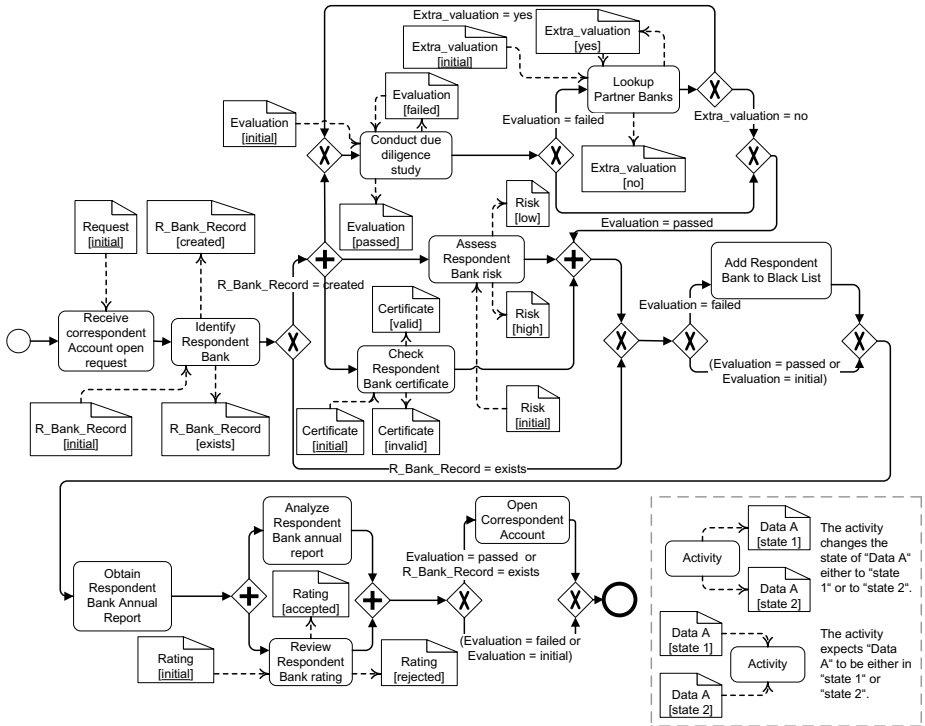 Extra_valuation = yes
Extra_valuation
[yes]
Extra_valuation
[initial]
Lookup
Partner Banks
Evaluation
[failed]
Evaluation
[initial]
Conduct due
diligence
study
Evaluation = failed
Extra_valuation = no
Extra_valuation
[no]
Evaluation
[passed]
Risk
[low]
Evaluation = passed
Request
[initial]
R_Bank_Record
[created]
Assess
Respondent
Bank risk
Add Respondent
Bank to Black List
R_Bank_Record = created
Certificate
[valid]
Risk
[high]
Evaluation = failed
Receive
correspondent
Account open
request
Identify
Respondent
Bank
Check
Respondent
Bank certificate
(Evaluation = passed or
Evaluation = initial)
R_Bank_Record
[initial]
R_Bank_Record
[exists]
Certificate
[initial]
Certificate
[invalid]
Risk
[initial]
R_Bank_Record = exists
Analyze
Respondent
Bank annual
report
Open
Correspondent
Account
Evaluation = passed or
R_Bank_Record = exists
Obtain
Respondent
Bank Annual
Report
Rating
[accepted]
Rating
[initial]
Review
Respondent
Bank rating
Rating
[rejected]
(Evaluation = failed or
Evaluation = initial)
Data A
[state 1]
Activity
Data A
[state 2]
The activity
changes the
state of “Data A“
either to “state
1“ or to “state 2“.
Data A
[state 1]
Activity
Data A
[state 2]
The activity
expects “Data
A“ to be either in
“state 1“ or
“state 2“.